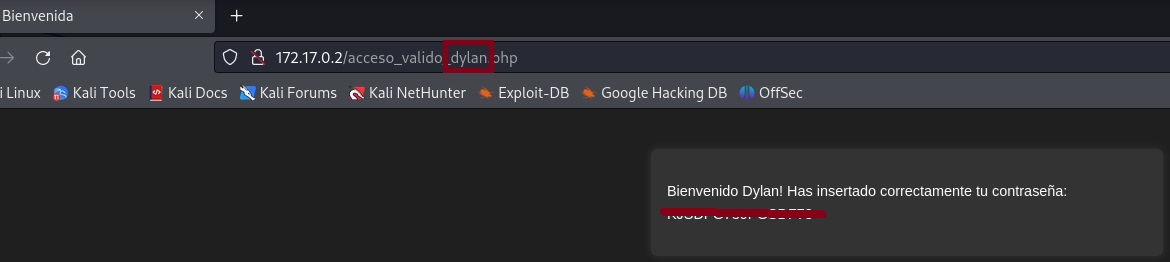 Bienvenida
172.17.0.2/acceso_valido_dylan.php
i Linux Kali Tools Kali Docs Kali Forums Kali NetHunter Exploit-DB Google Hacking DB OffSec
Bienvenido Dylan! Has insertado correctamente tu contraseña: